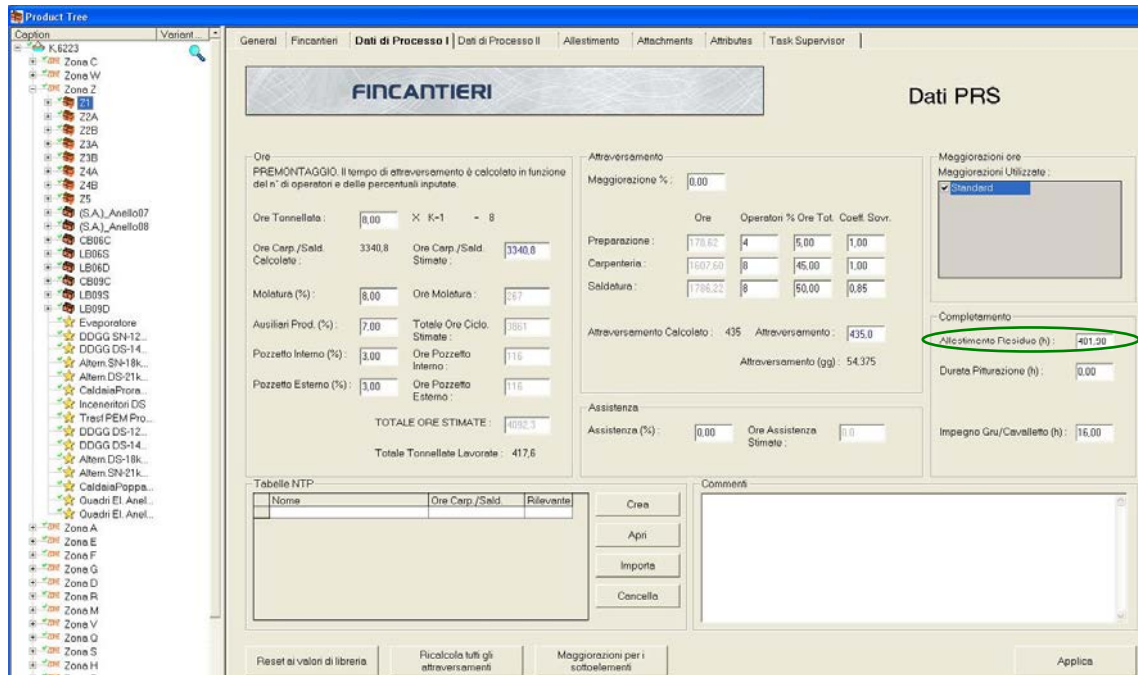 Product Tree
Caption Variant...
K.6223
Zona C
Zona W
Zona Z
Z1
Z2A
Z2B
Z3A
Z3B
Z4A
Z4B
Z5
(S.A.)_Anello07
(S.A.)_Anello08
CB06C
LB06S
LB06D
CB09C
LB09S
LB09D
Evaporatore
DDGG SN-12...
DDGG DS-14...
Altern.SN-18k...
Altern.DS-21k...
CaldaiaProra...
Inceneritori DS
Trasf PEM Pro...
DDGG DS-12...
DDGG DS-14...
Altern.DS-18k...
Altern.SN-21k...
CaldaiaPoppa...
Quadri El. Anel...
Quadri El. Anel...
Zona A
Zona E
Zona F
Zona G
Zona D
Zona R
Zona M
Zona V
Zona Q
Zona S
Zona H
General Fincantieri Dati di Processo I Dati di Processo II Allestimento Attachments Attributes Task Supervisor
FINCANTIERI
Dati PRS
Ore
PREMONTAGGIO. Il tempo di attraversamento è calcolato in funzione
del n° di operatori e delle percentuali inputate.
Ore Tonnellata : 8,00 X K-1 - 8
Ore Carp./Sald. Calcolate : 3340,8 Ore Carp./Sald. Stimate : 3340,8
Molatura (%) : 8,00 Ore Molatura : 267
Ausiliari Prod. (%) : 7,00 Totale Ore Ciclo. Stimate : 3861
Pozzetto Interno (%) : 3,00 Ore Pozzetto Interno : 116
Pozzetto Esterno (%) : 3,00 Ore Pozzetto Esterno : 116
TOTALE ORE STIMATE : 4092,3
Totale Tonnellate Lavorate : 417,6
Attraversamento
Maggiorazione % : 0,00
Ore Operatori % Ore Tot. Coeff. Sovr.
Preparazione : 178,62 4 5,00 1,00
Carpenteria : 1607,60 8 45,00 1,00
Saldatura : 1786,22 8 50,00 0,85
Attraversamento Calcolato : 435 Attraversamento : 435,0
Attraversamento (gg) : 54,375
Assistenza
Assistenza (%) : 0,00 Ore Assistenza Stimate : 0.0
Maggiorazioni ore
Maggiorazioni Utilizzate :
Standard
Completamento
Allestimento Residuo (h) : 401,90
Durata Pitturazione (h) : 0,00
Impegno Gru/Cavalletto (h) : 16,00
Tabelle NTP
Nome Ore Carp./Sald. Rilevante
Crea
Apri
Importa
Cancella
Commenti
Reset ai valori di libreria
Ricalcola tutti gli
attraversamenti
Maggiorazioni per i
sottoelementi
Applica